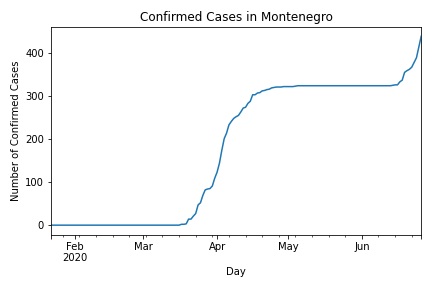 Confirmed Cases in Montenegro
Number of Confirmed Cases
400
300
200
100
0
Feb
2020
Mar
Apr
May
Jun
Day